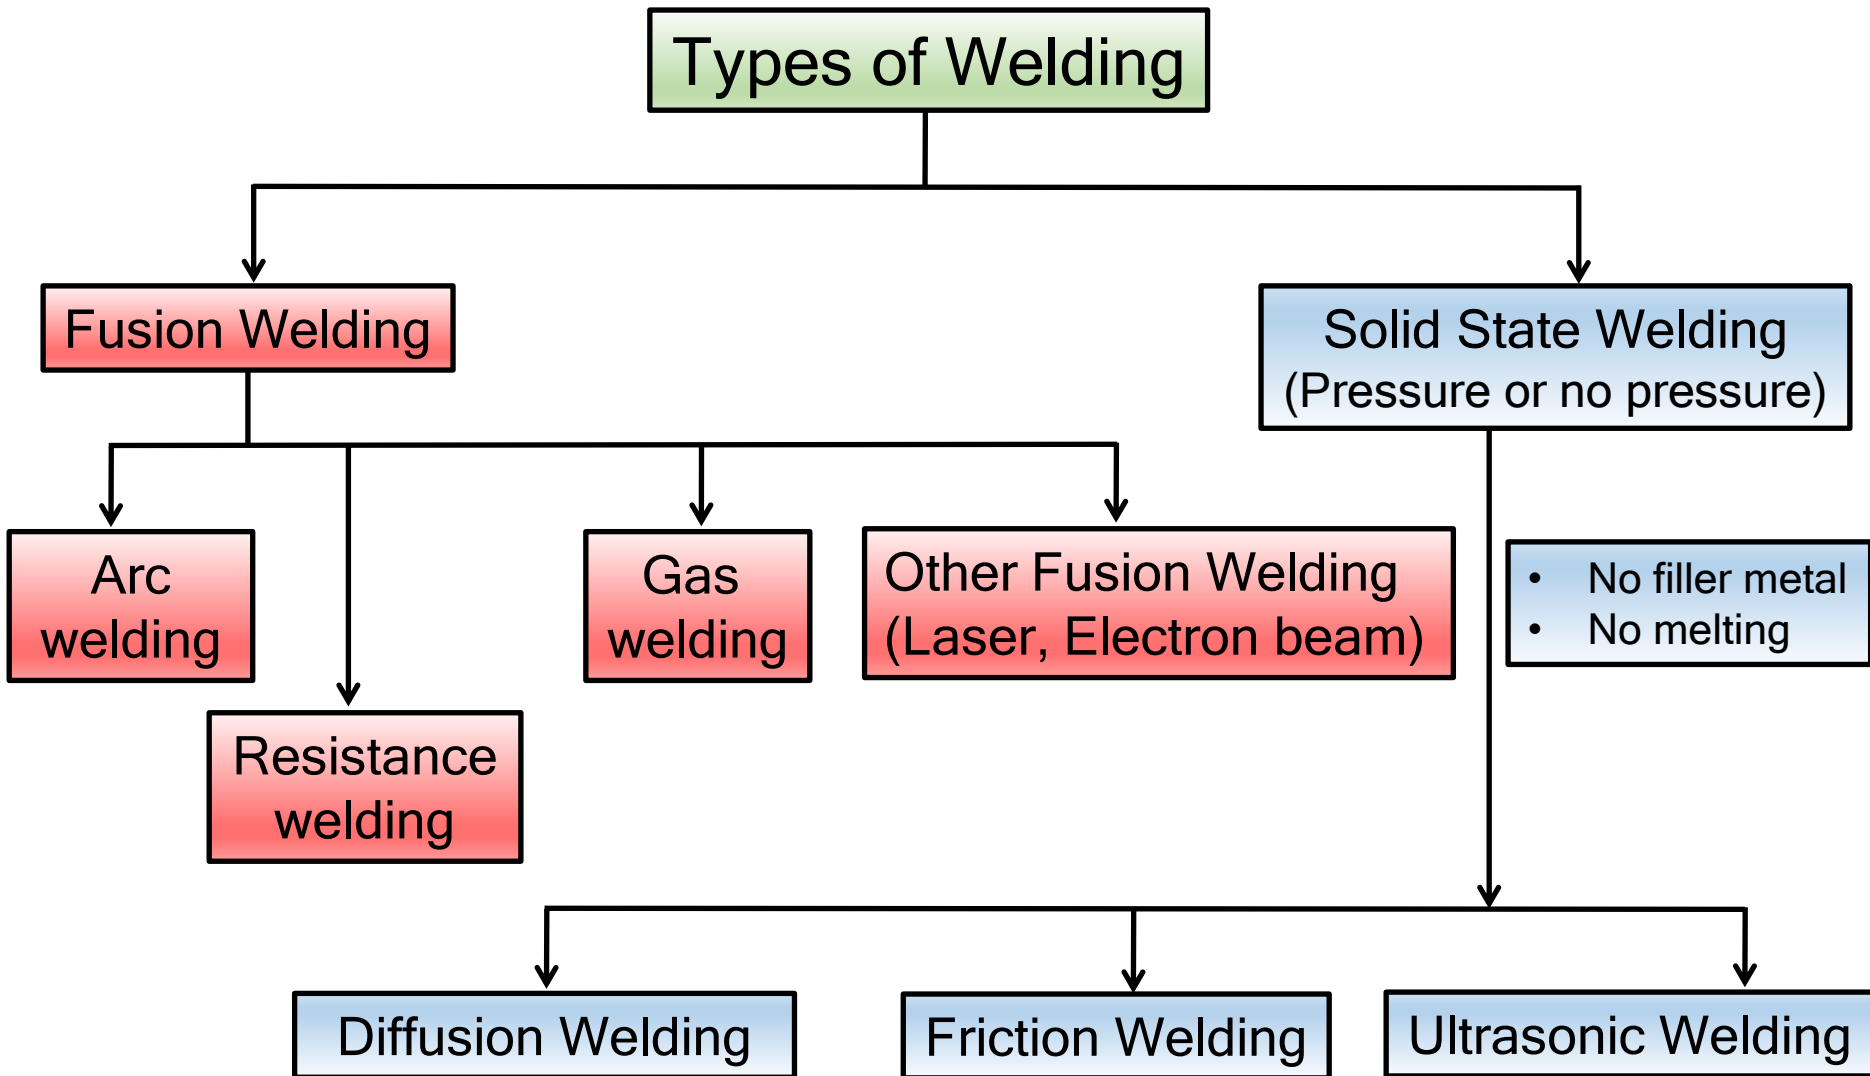 Types of Welding
Fusion Welding
Solid State Welding
(Pressure or no pressure)
Arc
welding
Gas
welding
Other Fusion Welding
(Laser, Electron beam)
• No filler metal
• No melting
Resistance
welding
Diffusion Welding
Friction Welding
Ultrasonic Welding